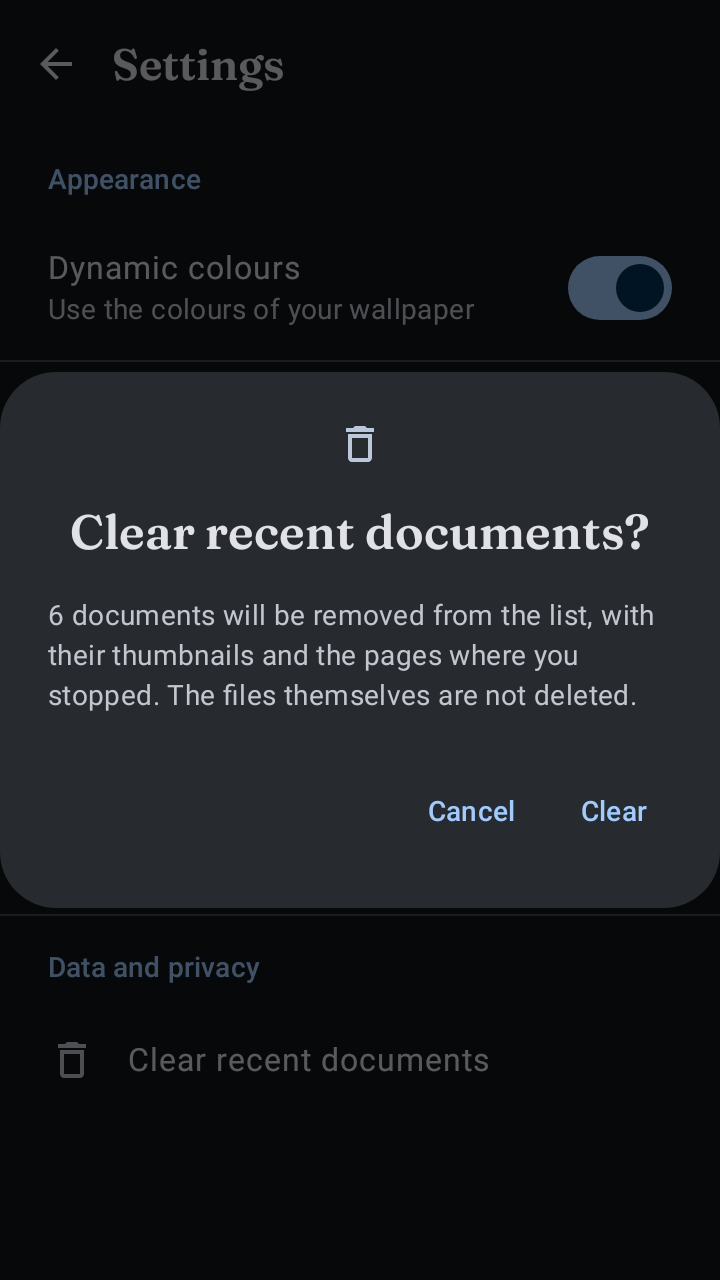 Settings
Appearance
Dynamic colours
Use the colours of your wallpaper
Clear recent documents?
6 documents will be removed from the list, with
their thumbnails and the pages where you
stopped. The files themselves are not deleted.
Cancel Clear
Data and privacy
Clear recent documents